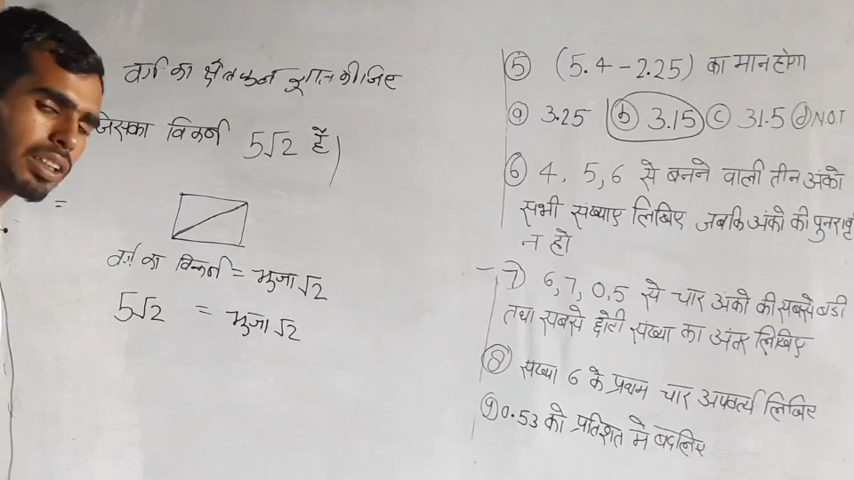 वर्ग का क्षेत्रफल ज्ञात कीजिए
जिसका विकर्ण 5√2 है|
=
वर्ग का विकर्ण = भुजा√2
5√2 = भुजा√2
⑤ (5.4 - 2.25) का मान होगा
ⓐ 3.25 ⓑ 3.15 ⓒ 31.5 ⓓ NOT
⑥ 4, 5, 6 से बनने वाली तीन अंको
सभी संख्याए लिखिए जबकि अंको की पुनरावृ
न हो
7) 6, 7, 0, 5 से चार अंको की सबसे बडी
तथा सबसे छोटी संख्या का अंतर लिखिए
⑧ संख्या 6 के प्रथम चार अपवर्त्य लिखिए
⑨ 0.53 को प्रतिशत मे बदलिए